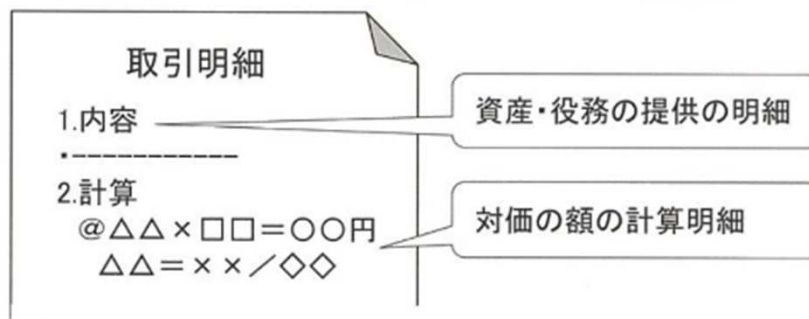 取引明細
1.内容
・-----------
2.計算
@△△×□□=○○円
△△=××/◇◇
資産・役務の提供の明細
対価の額の計算明細